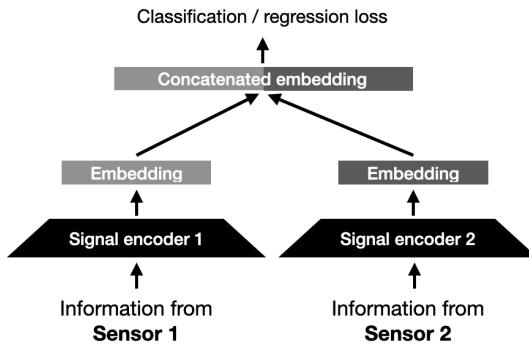 Classification / regression loss
Concatenated embedding
Embedding
Embedding
Signal encoder 1
Signal encoder 2
Information from
Sensor 1
Information from
Sensor 2